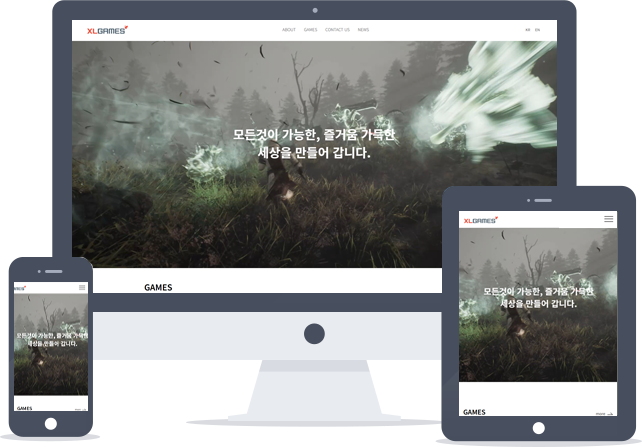 XLGAMES
ABOUT GAMES CONTACT US NEWS
KR EN
모든것이 가능한, 즐거움 가득한
세상을 만들어 갑니다.
GAMES
XLGAMES
모든것이 가능한, 즐거움 가득한
세상을 만들어 갑니다.
GAMES
GAMES
모든것이 가능한, 즐거움 가득한
세상을 만들어 갑니다.
GAMES